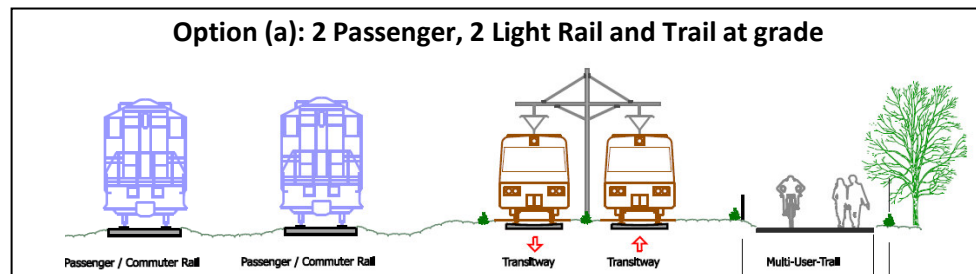 Option (a): 2 Passenger, 2 Light Rail and Trail at grade
Passenger / Commuter Rail
Passenger / Commuter Rail
Transitway
Transitway
Multi-User-Trail